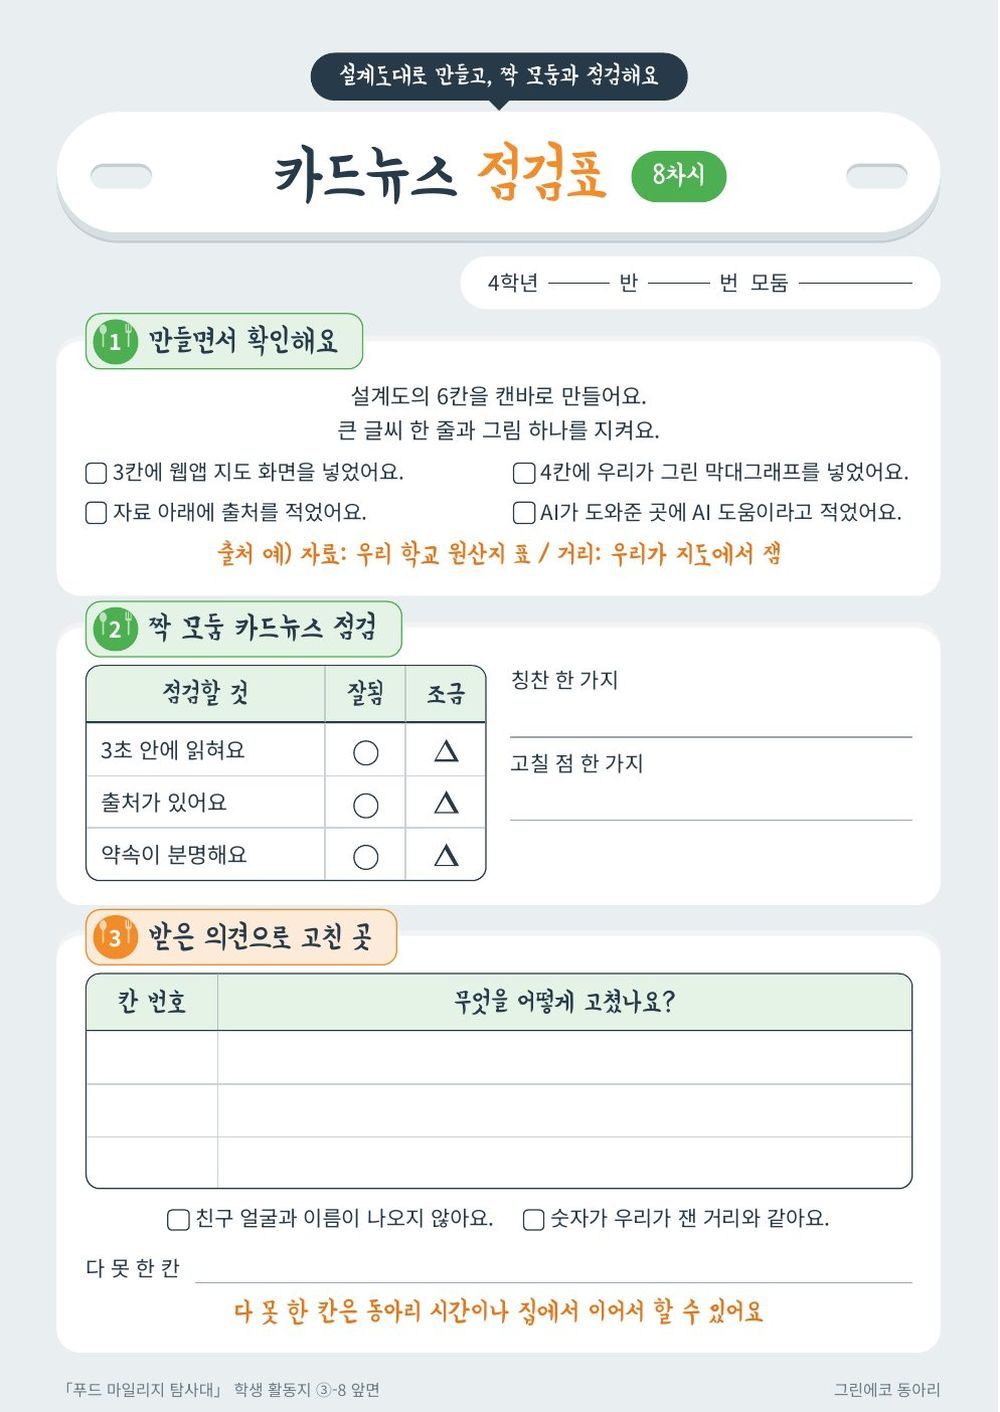 설계도대로 만들고, 짝 모둠과 점검해요
카드뉴스 점검표 8차시
4학년 반 번 모둠
1 만들면서 확인해요
설계도의 6칸을 캔바로 만들어요.
큰 글씨 한 줄과 그림 하나를 지켜요.
3칸에 웹앱 지도 화면을 넣었어요. 4칸에 우리가 그린 막대그래프를 넣었어요.
자료 아래에 출처를 적었어요. AI가 도와준 곳에 AI 도움이라고 적었어요.
출처 예) 자료: 우리 학교 원산지 표 / 거리: 우리가 지도에서 잼
2 짝 모둠 카드뉴스 점검
점검할 것 잘됨 조금
3초 안에 읽혀요 ○ △
출처가 있어요 ○ △
약속이 분명해요 ○ △
칭찬 한 가지
고칠 점 한 가지
3 받은 의견으로 고친 곳
칸 번호 무엇을 어떻게 고쳤나요?
친구 얼굴과 이름이 나오지 않아요. 숫자가 우리가 잰 거리와 같아요.
다 못 한 칸
다 못 한 칸은 동아리 시간이나 집에서 이어서 할 수 있어요
「푸드 마일리지 탐사대」 학생 활동지 ③-8 앞면 그린에코 동아리